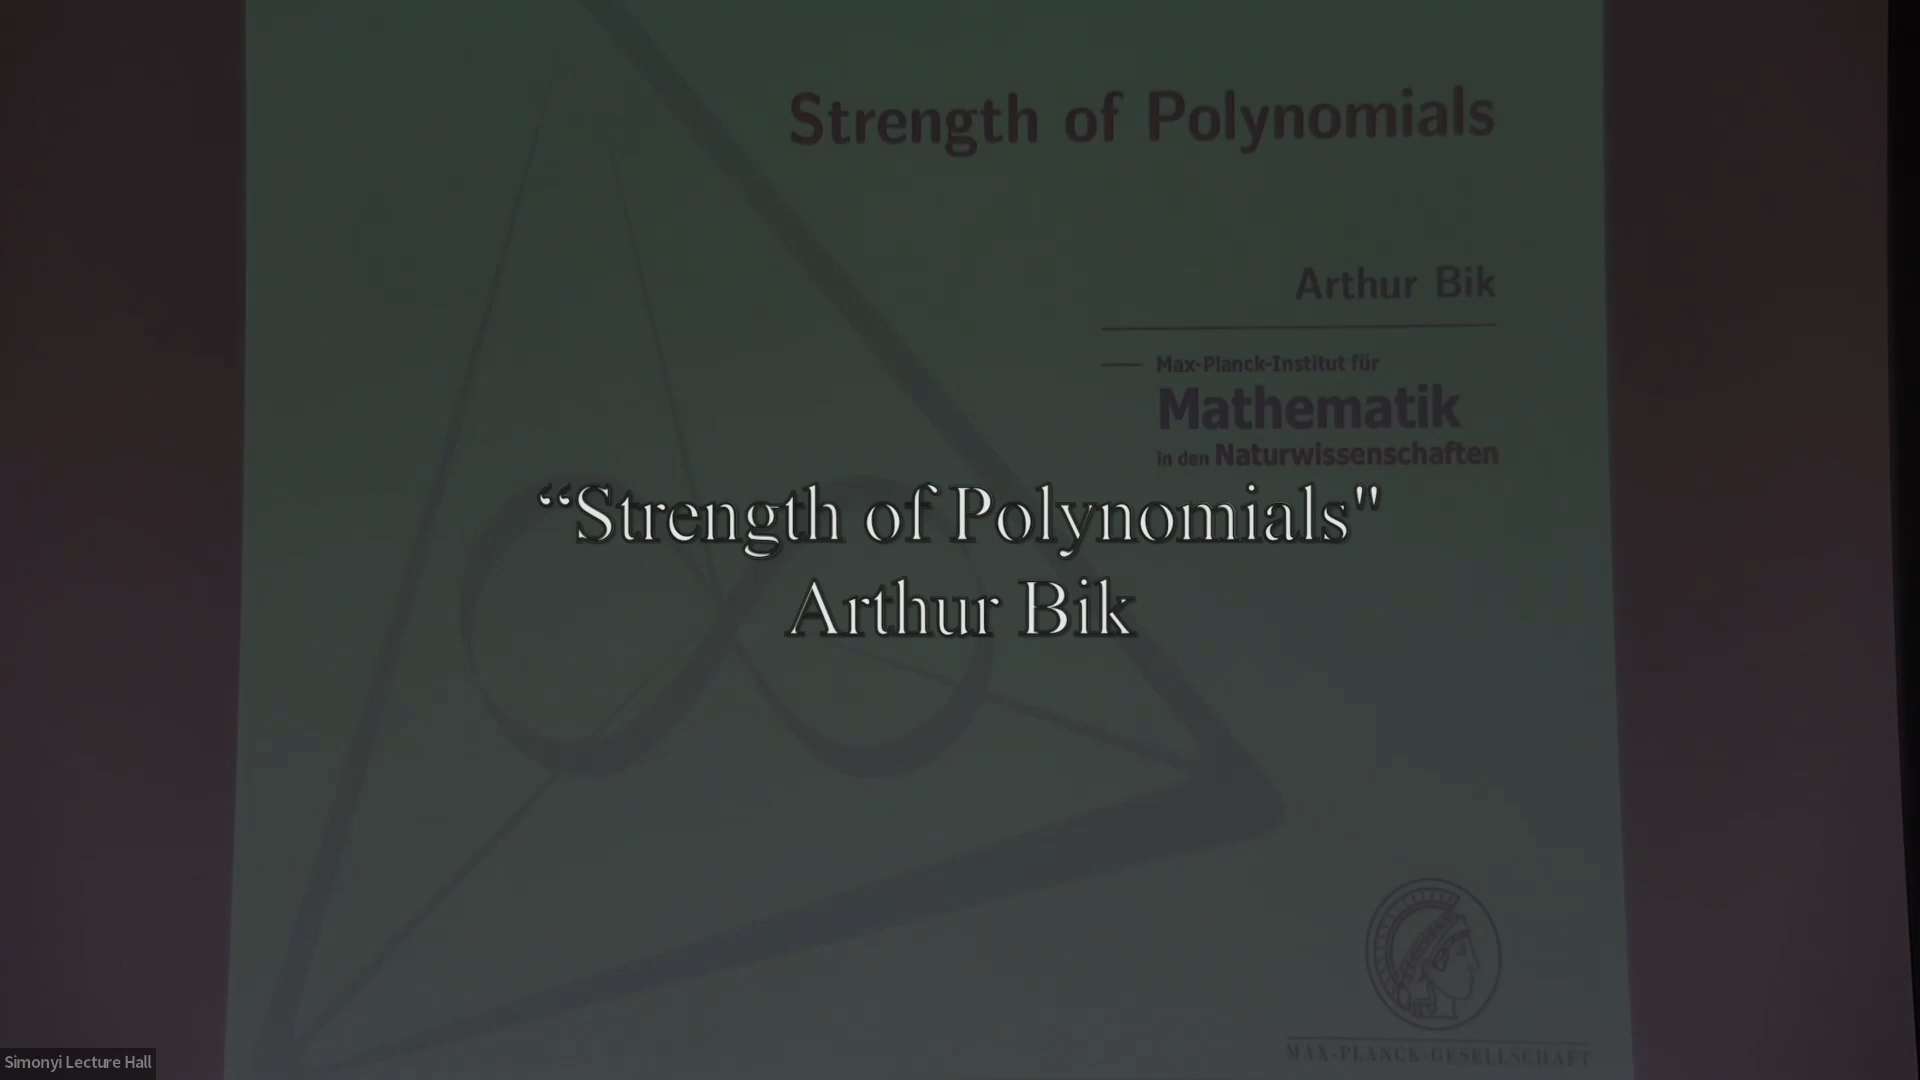 Strength of Polynomials
Arthur Bik
Max-Planck-Institut für
Mathematik
in den Naturwissenschaften
“Strength of Polynomials"
Arthur Bik
MAX-PLANCK-GESELLSCHAFT
Simonyi Lecture Hall